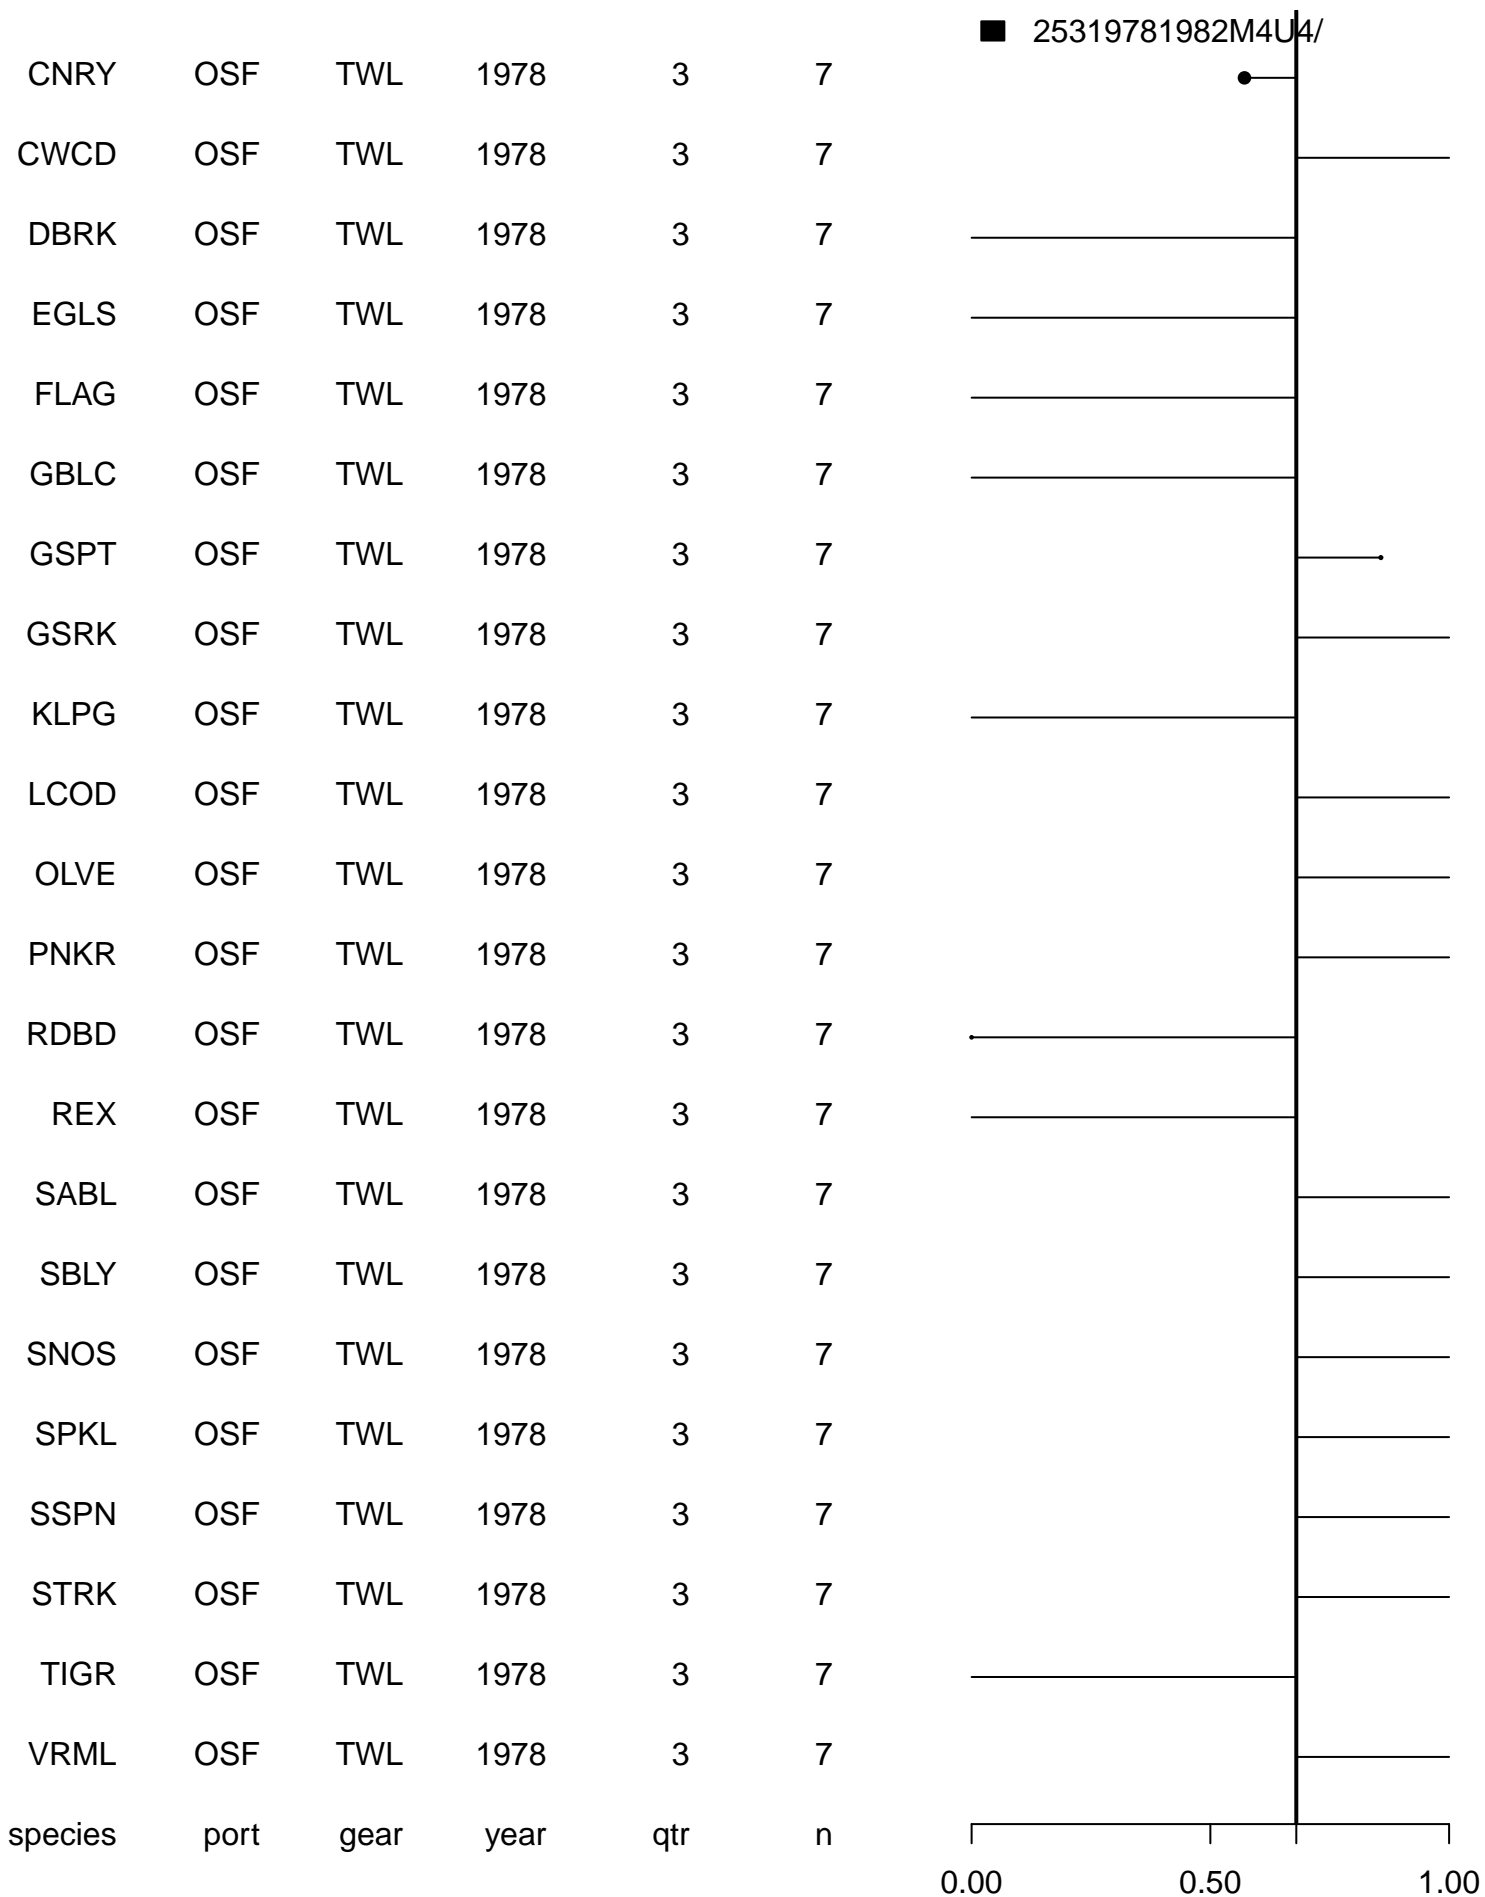 25319781982M4U4/
CNRY OSF TWL 1978 3 7
CWCD OSF TWL 1978 3 7
DBRK OSF TWL 1978 3 7
EGLS OSF TWL 1978 3 7
FLAG OSF TWL 1978 3 7
GBLC OSF TWL 1978 3 7
GSPT OSF TWL 1978 3 7
GSRK OSF TWL 1978 3 7
KLPG OSF TWL 1978 3 7
LCOD OSF TWL 1978 3 7
OLVE OSF TWL 1978 3 7
PNKR OSF TWL 1978 3 7
RDBD OSF TWL 1978 3 7
REX OSF TWL 1978 3 7
SABL OSF TWL 1978 3 7
SBLY OSF TWL 1978 3 7
SNOS OSF TWL 1978 3 7
SPKL OSF TWL 1978 3 7
SSPN OSF TWL 1978 3 7
STRK OSF TWL 1978 3 7
TIGR OSF TWL 1978 3 7
VRML OSF TWL 1978 3 7
species port gear year qtr n
0.00 0.50 1.00